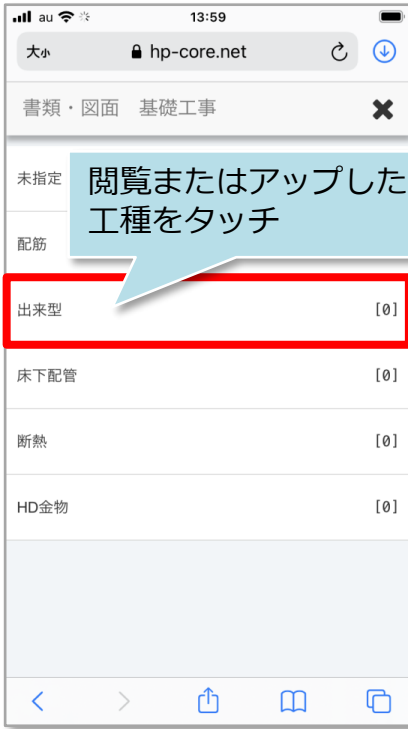 au 13:59
大小 hp-core.net
書類・図面 基礎工事
未指定
閲覧またはアップした
工種をタッチ
配筋
出来型 [0]
床下配管 [0]
断熱 [0]
HD金物 [0]